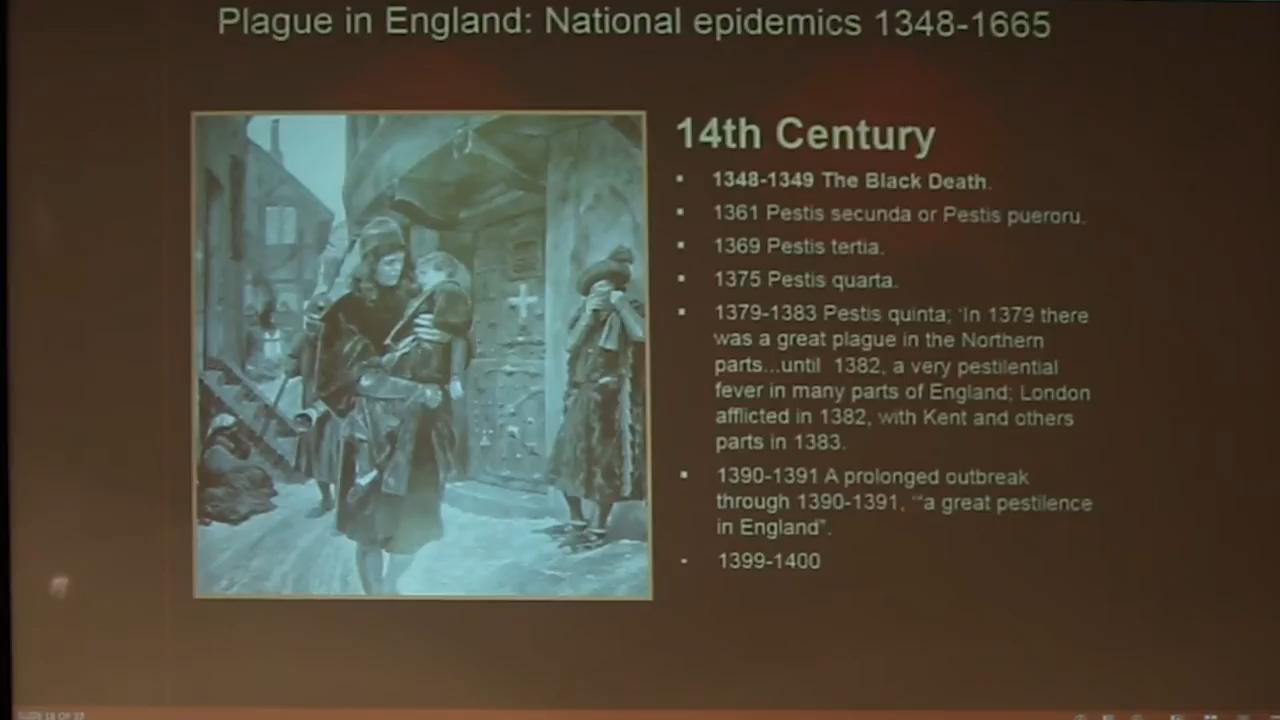 Plague in England: National epidemics 1348-1665
14th Century
▪ 1348-1349 The Black Death.
▪ 1361 Pestis secunda or Pestis pueroru.
▪ 1369 Pestis tertia.
▪ 1375 Pestis quarta.
▪ 1379-1383 Pestis quinta; 'In 1379 there
was a great plague in the Northern
parts...until 1382, a very pestilential
fever in many parts of England; London
afflicted in 1382, with Kent and others
parts in 1383.
▪ 1390-1391 A prolonged outbreak
through 1390-1391, '"a great pestilence
in England".
▪ 1399-1400